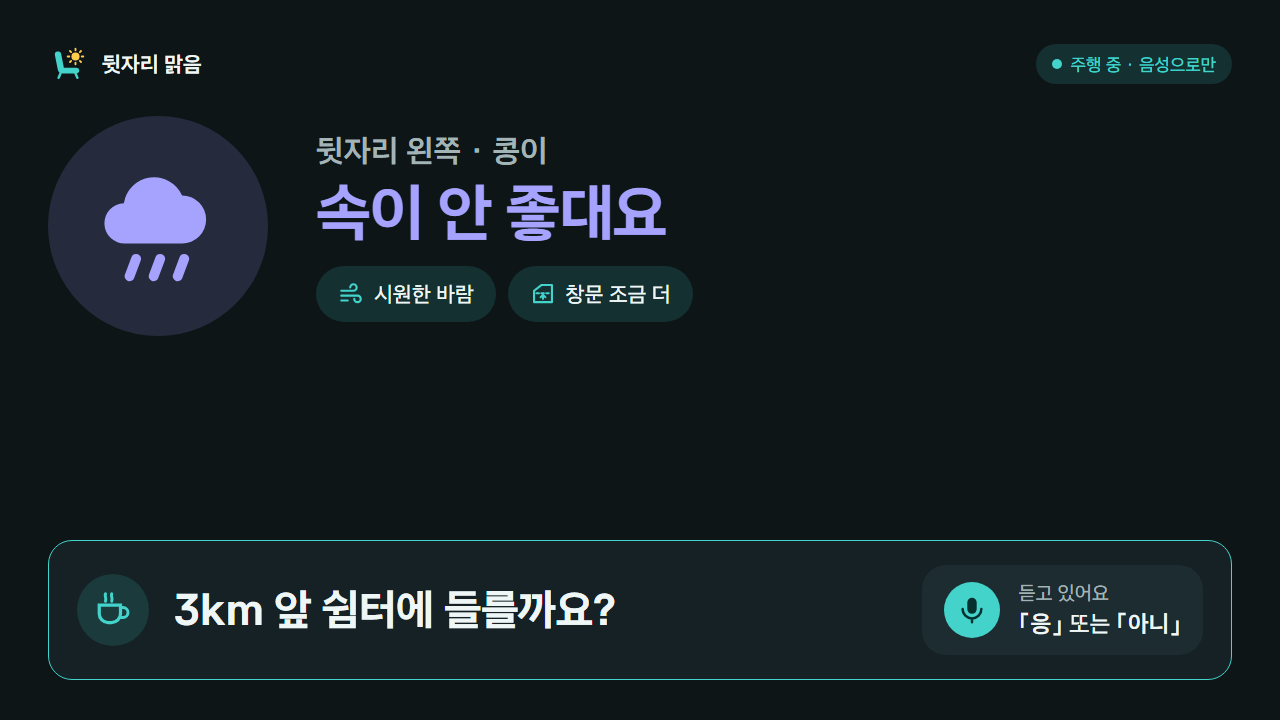 뒷자리 맑음
주행 중 · 음성으로만
뒷자리 왼쪽 · 콩이
속이 안 좋대요
시원한 바람
창문 조금 더
3km 앞 쉼터에 들를까요?
듣고 있어요
「응」 또는 「아니」